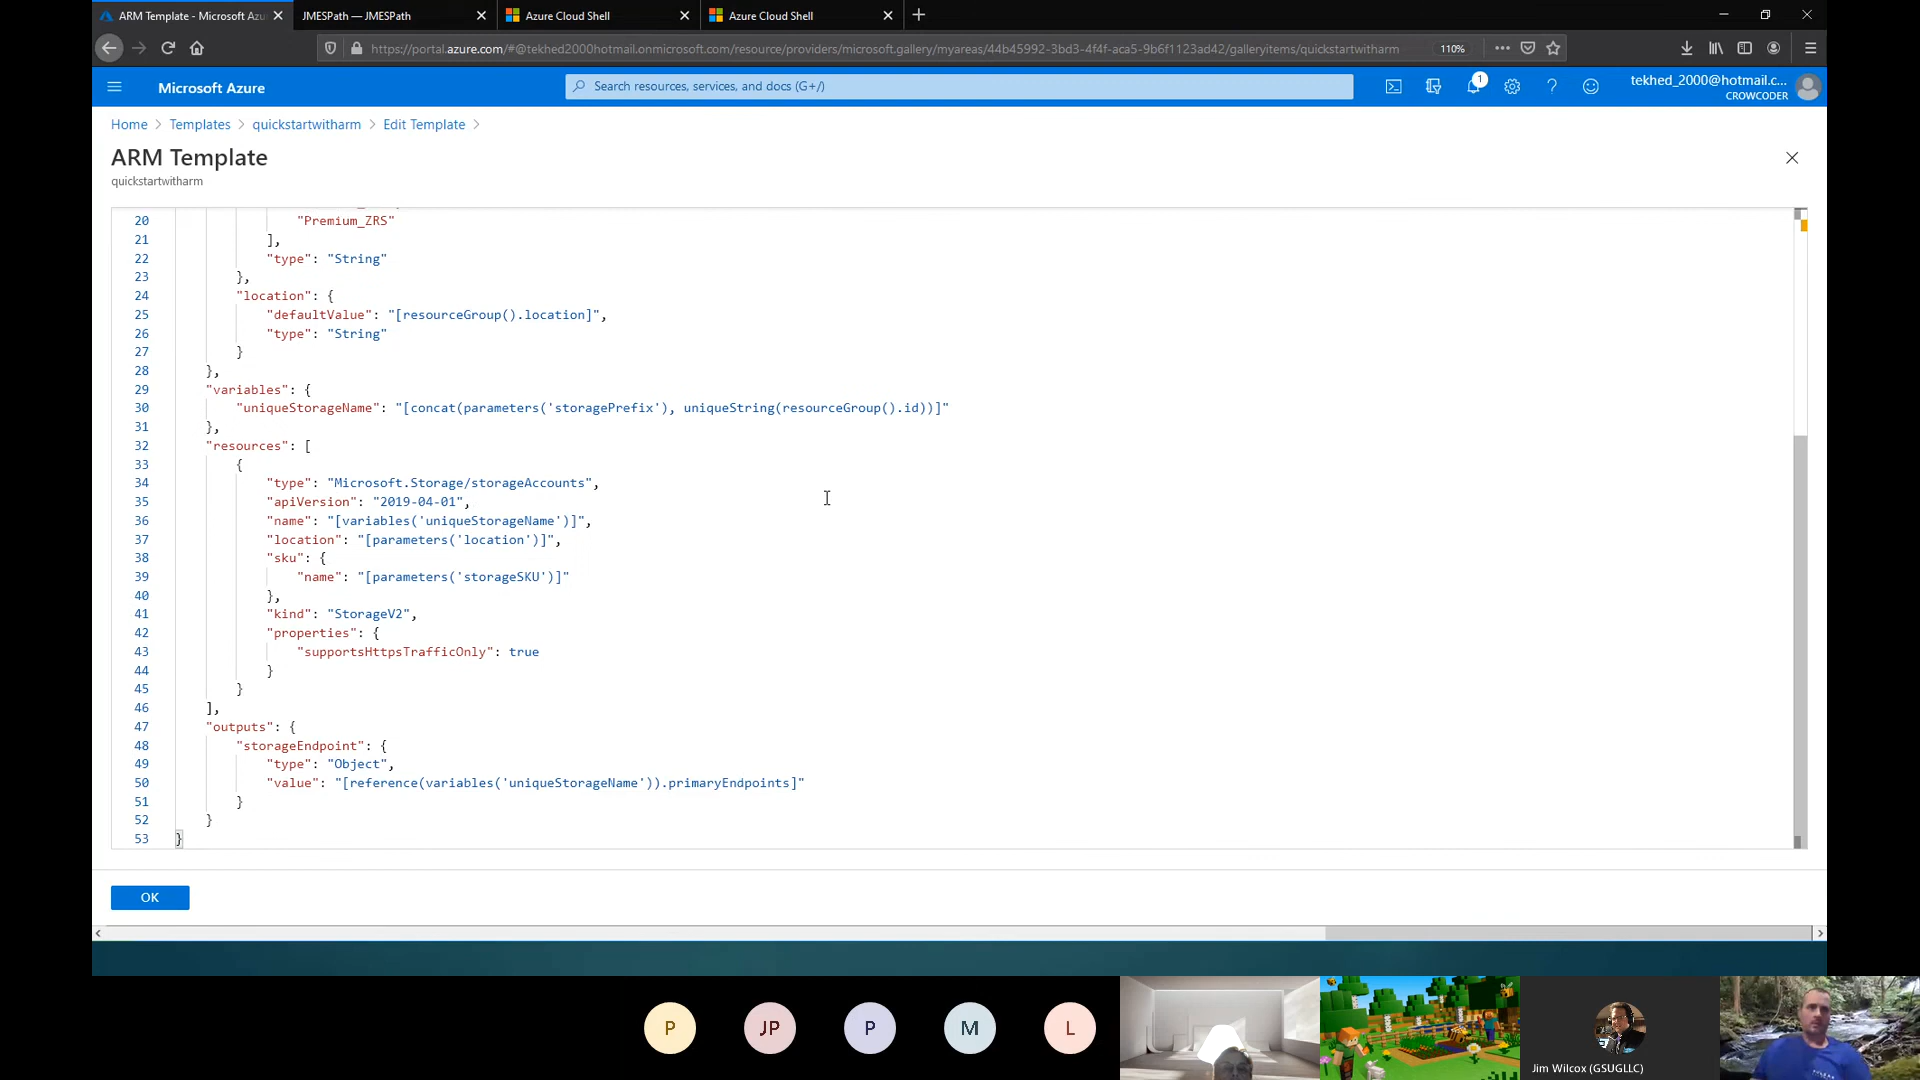 ARM Template - Microsoft Azu
JMESPath — JMESPath
Azure Cloud Shell
Azure Cloud Shell
https://portal.azure.com/#@tekhed2000hotmail.onmicrosoft.com/resource/providers/microsoft.gallery/myareas/44b45992-3bd3-4f4f-aca5-9b6f1123ad42/galleryitems/quickstartwitharm
110%
Microsoft Azure
Search resources, services, and docs (G+/)
1
tekhed_2000@hotmail.c...
CROWCODER
Home > Templates > quickstartwitharm > Edit Template >
ARM Template
quickstartwitharm
20 "Premium_ZRS"
21 ],
22 "type": "String"
23 },
24 "location": {
25 "defaultValue": "[resourceGroup().location]",
26 "type": "String"
27 }
28 },
29 "variables": {
30 "uniqueStorageName": "[concat(parameters('storagePrefix'), uniqueString(resourceGroup().id))]"
31 },
32 "resources": [
33 {
34 "type": "Microsoft.Storage/storageAccounts",
35 "apiVersion": "2019-04-01",
36 "name": "[variables('uniqueStorageName')]",
37 "location": "[parameters('location')]",
38 "sku": {
39 "name": "[parameters('storageSKU')]"
40 },
41 "kind": "StorageV2",
42 "properties": {
43 "supportsHttpsTrafficOnly": true
44 }
45 }
46 ],
47 "outputs": {
48 "storageEndpoint": {
49 "type": "Object",
50 "value": "[reference(variables('uniqueStorageName')).primaryEndpoints]"
51 }
52 }
53 }
OK
P
JP
P
M
L
Jim Wilcox (GSUGLLC)